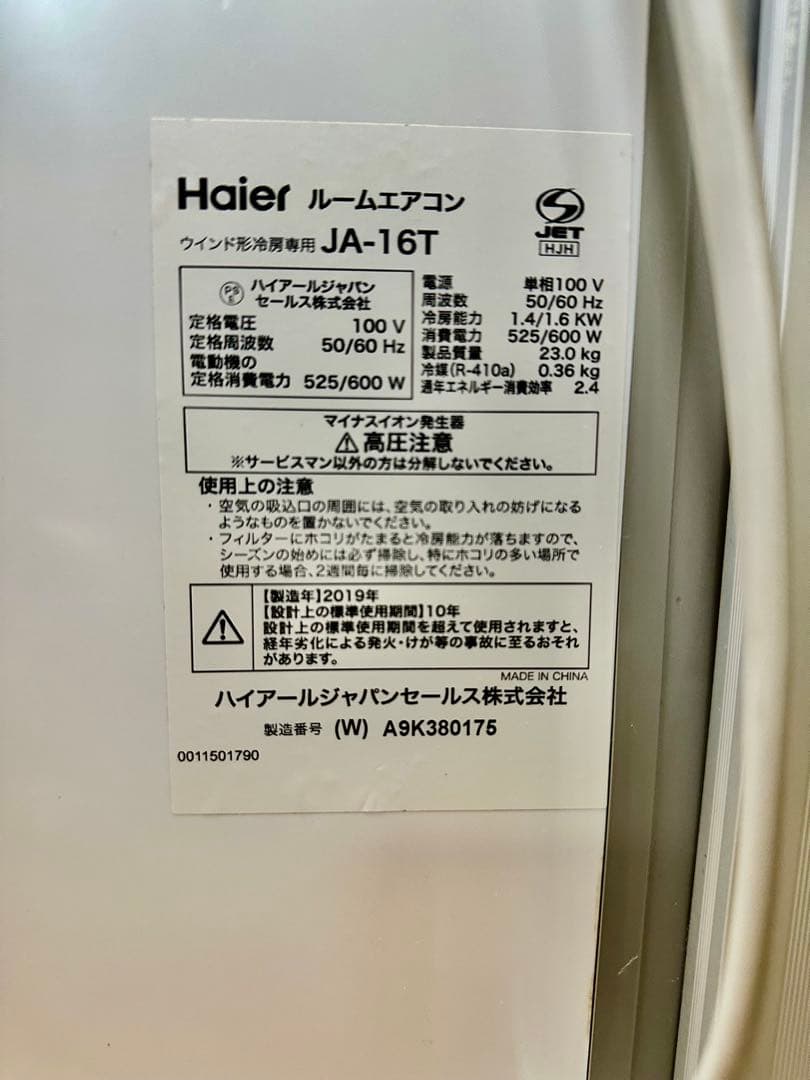 Haier ルームエアコン
ウインド形冷房専用 JA-16T
JET
HJH
PS
E
ハイアールジャパン
セールス株式会社
定格電圧 100 V
定格周波数 50/60 Hz
電動機の
定格消費電力 525/600 W
電源 単相100 V
周波数 50/60 Hz
冷房能力 1.4/1.6 KW
消費電力 525/600 W
製品質量 23.0 kg
冷媒(R-410a) 0.36 kg
通年エネルギー消費効率 2.4
マイナスイオン発生器
⚠高圧注意
※サービスマン以外の方は分解しないでください。
使用上の注意
・空気の吸込口の周囲には、空気の取り入れの妨げになる
ようなものを置かないでください。
・フィルターにホコリがたまると冷房能力が落ちますので、
シーズンの始めには必ず掃除し、特にホコリの多い場所で
使用する場合、2週間毎に掃除してください。
【製造年】2019年
【設計上の標準使用期間】10年
設計上の標準使用期間を超えて使用されますと、
経年劣化による発火・けが等の事故に至るおそれ
があります。
MADE IN CHINA
ハイアールジャパンセールス株式会社
製造番号 (W) A9K380175
0011501790